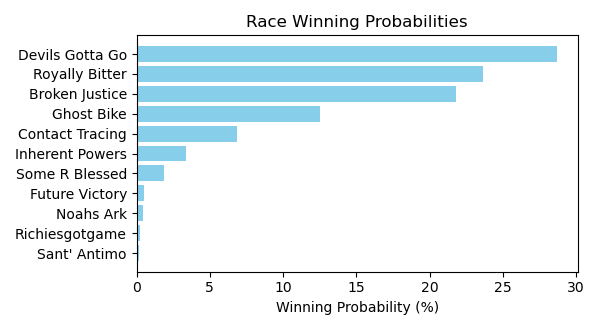 Race Winning Probabilities
Devils Gotta Go
Royally Bitter
Broken Justice
Ghost Bike
Contact Tracing
Inherent Powers
Some R Blessed
Future Victory
Noahs Ark
Richiesgotgame
Sant' Antimo
0 5 10 15 20 25 30
Winning Probability (%)